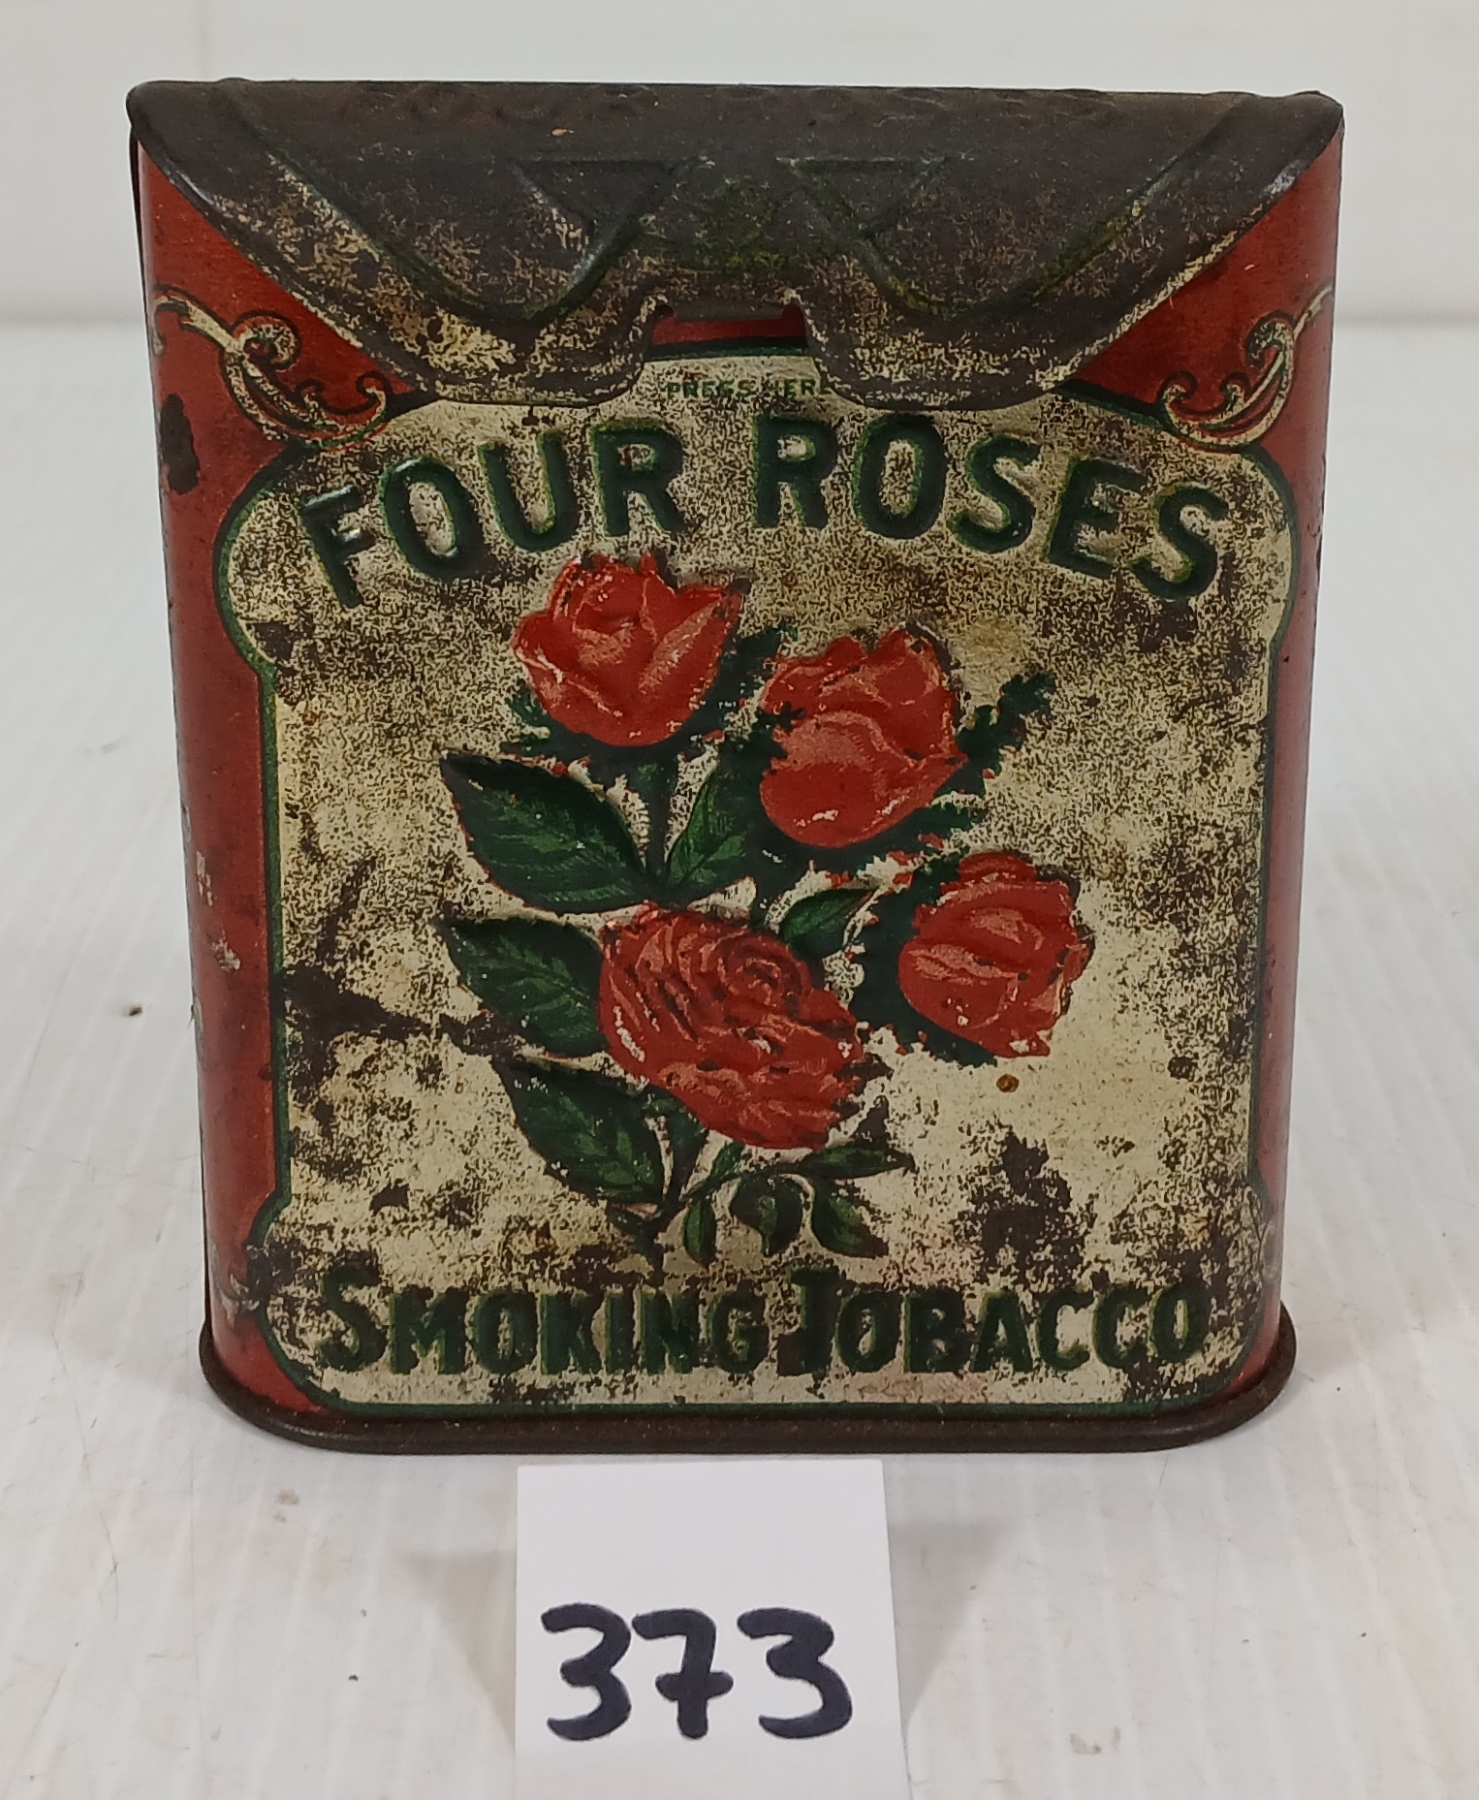 PRESS HERE
FOUR ROSES
SMOKING TOBACCO
373